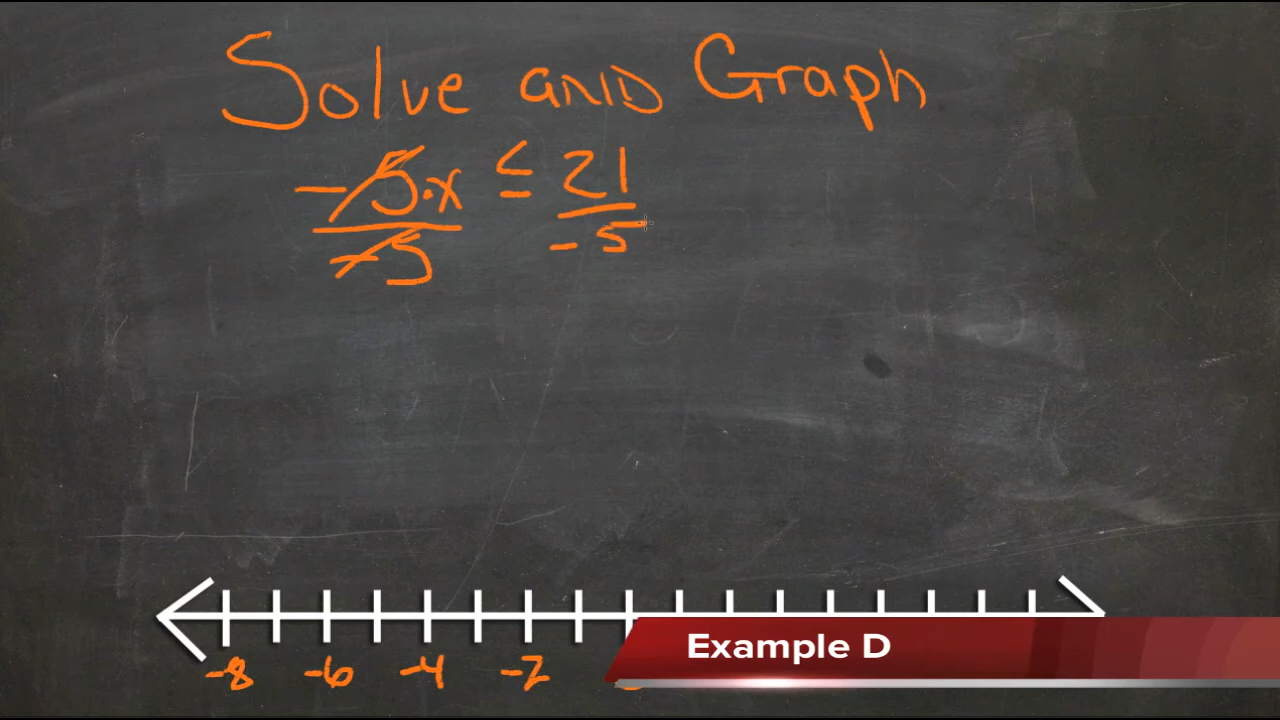 Solve and Graph
-5·x ≤ 21
-5 -5
-8 -6 -4 -2
Example D